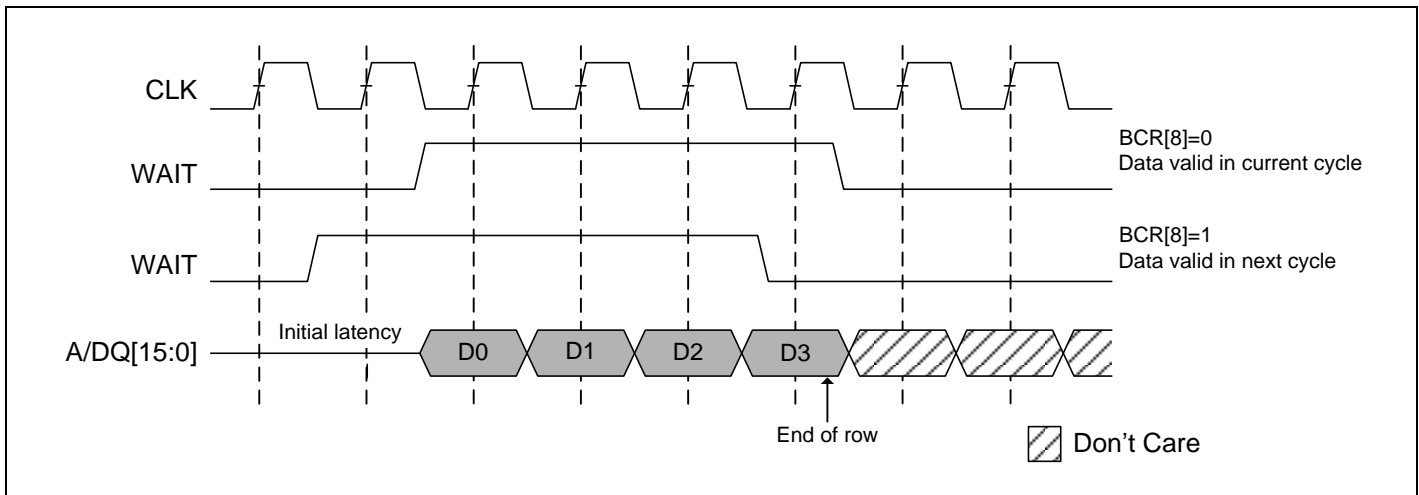 CLK
WAIT
BCR[8]=0
Data valid in current cycle
WAIT
BCR[8]=1
Data valid in next cycle
A/DQ[15:0]
Initial latency
D0
D1
D2
D3
End of row
Don't Care